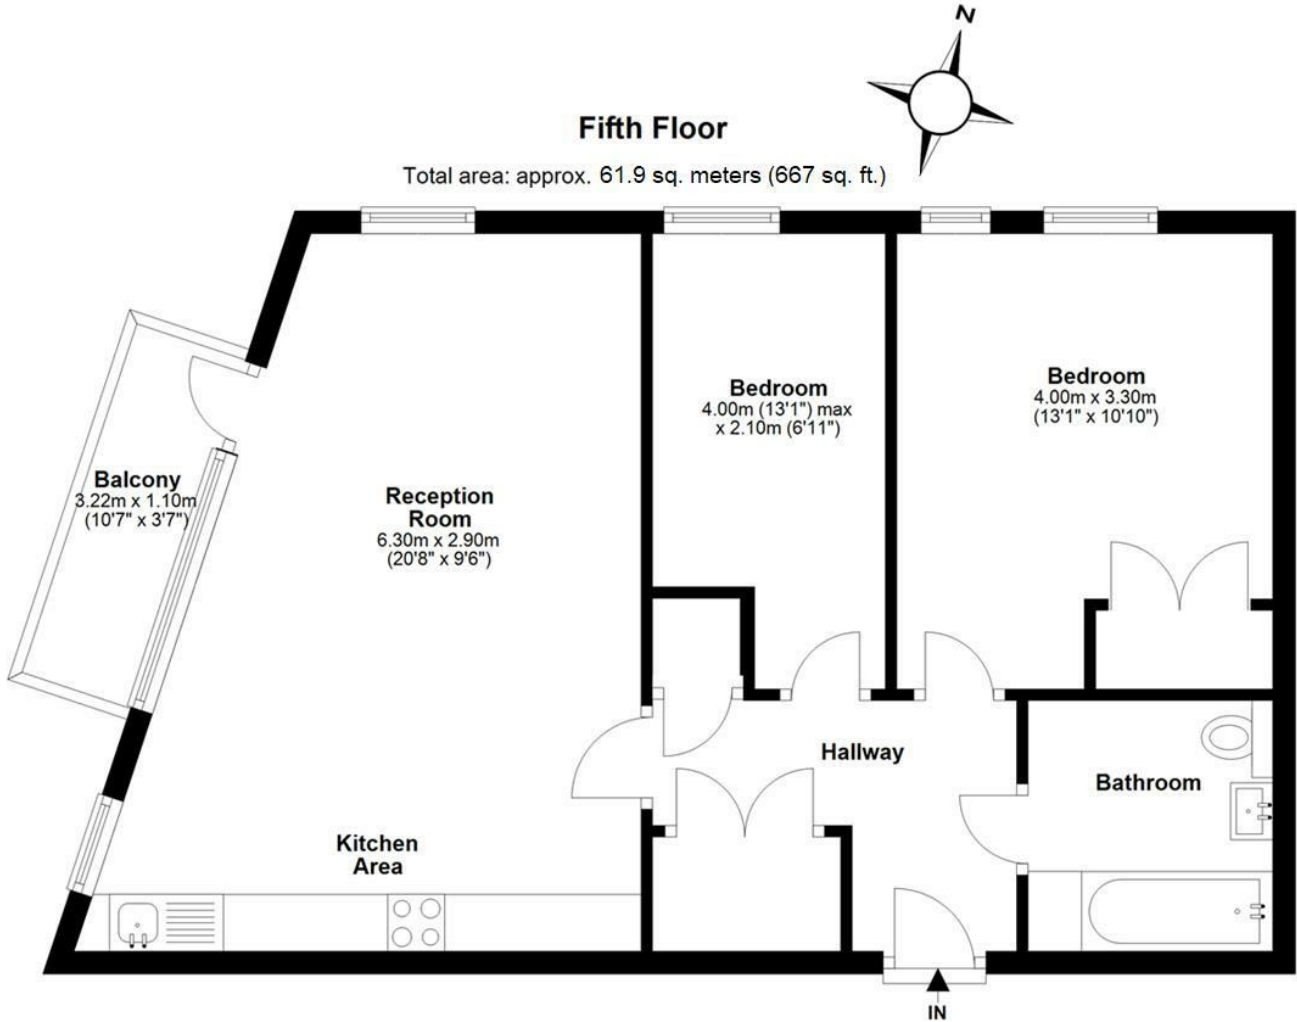 N
Fifth Floor
Total area: approx. 61.9 sq. meters (667 sq. ft.)
Bedroom
4.00m x 3.30m
(13'1" x 10'10")
Bedroom
4.00m (13'1") max
x 2.10m (6'11")
Balcony
3.22m x 1.10m
(10'7" x 3'7")
Reception
Room
6.30m x 2.90m
(20'8" x 9'6")
Hallway
Bathroom
Kitchen
Area
IN